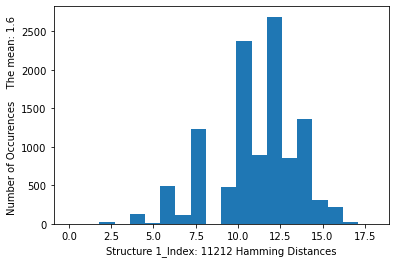 Number of Occurences   The mean: 1.6
2500
2000
1500
1000
500
0
0.0 2.5 5.0 7.5 10.0 12.5 15.0 17.5
Structure 1_Index: 11212 Hamming Distances